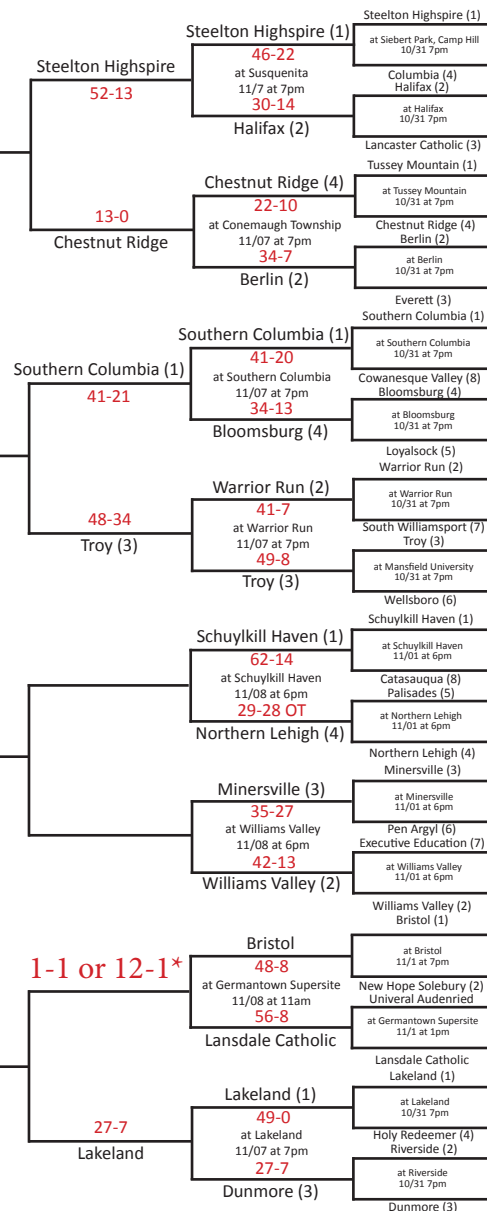 Steelton Highspire (1)
at Siebert Park, Camp Hill
10/31 7pm
Columbia (4)
Steelton Highspire (1)
46-22
at Susquenita
11/7 at 7pm
30-14
Halifax (2)
Halifax (2)
at Halifax
10/31 7pm
Lancaster Catholic (3)
Steelton Highspire
52-13
Tussey Mountain (1)
at Tussey Mountain
10/31 at 7pm
Chestnut Ridge (4)
Chestnut Ridge (4)
22-10
at Conemaugh Township
11/07 at 7pm
34-7
Berlin (2)
Berlin (2)
at Berlin
10/31 at 7pm
Everett (3)
13-0
Chestnut Ridge
Southern Columbia (1)
at Southern Columbia
10/31 at 7pm
Cowanesque Valley (8)
Southern Columbia (1)
41-20
at Southern Columbia
11/07 at 7pm
34-13
Bloomsburg (4)
Bloomsburg (4)
at Bloomsburg
10/31 at 7pm
Loyalsock (5)
Southern Columbia (1)
41-21
Warrior Run (2)
at Warrior Run
10/31 at 7pm
South Williamsport (7)
Warrior Run (2)
41-7
at Warrior Run
11/07 at 7pm
49-8
Troy (3)
Troy (3)
at Mansfield University
10/31 at 7pm
Wellsboro (6)
48-34
Troy (3)
Schuylkill Haven (1)
at Schuylkill Haven
11/01 at 6pm
Catasauqua (8)
Schuylkill Haven (1)
62-14
at Schuylkill Haven
11/08 at 6pm
29-28 OT
Northern Lehigh (4)
Palisades (5)
at Northern Lehigh
11/01 at 6pm
Northern Lehigh (4)
Minersville (3)
at Minersville
11/01 at 6pm
Pen Argyl (6)
Minersville (3)
35-27
at Williams Valley
11/08 at 6pm
42-13
Williams Valley (2)
Executive Education (7)
at Williams Valley
11/01 at 6pm
Williams Valley (2)
Bristol (1)
at Bristol
11/1 at 7pm
New Hope Solebury (2)
Bristol
48-8
at Germantown Supersite
11/08 at 11am
56-8
Lansdale Catholic
Univeral Audenried
at Germantown Supersite
11/1 at 1pm
Lansdale Catholic
1-1 or 12-1*
Lakeland (1)
at Lakeland
10/31 7pm
Holy Redeemer (4)
Lakeland (1)
49-0
at Lakeland
11/07 at 7pm
27-7
Dunmore (3)
Riverside (2)
at Riverside
10/31 7pm
Dunmore (3)
27-7
Lakeland